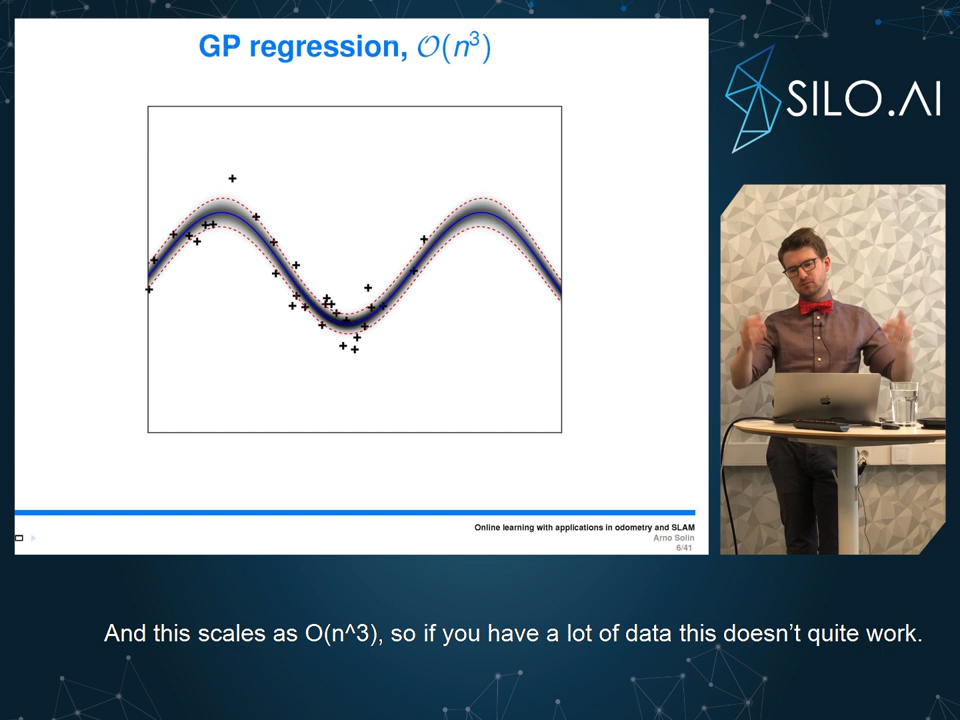 GP regression, 𝒪(n³)
SILO.AI
Online learning with applications in odometry and SLAM
Arno Solin
6/41
And this scales as O(n^3), so if you have a lot of data this doesn't quite work.